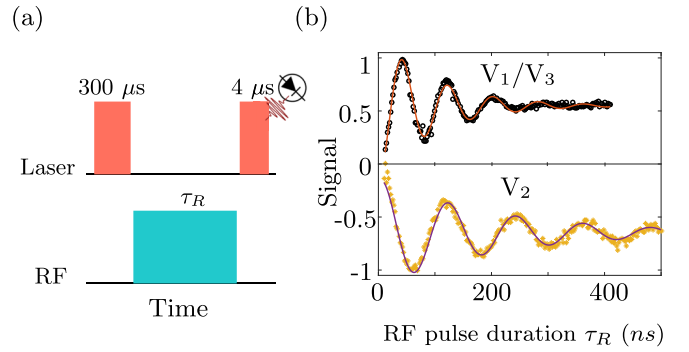 (a)
300 μs
4 μs
Laser
τ_R
RF
Time
(b)
1
0.5
0
-0.5
-1
Signal
V₁/V₃
V₂
0
200
400
RF pulse duration τ_R (ns)